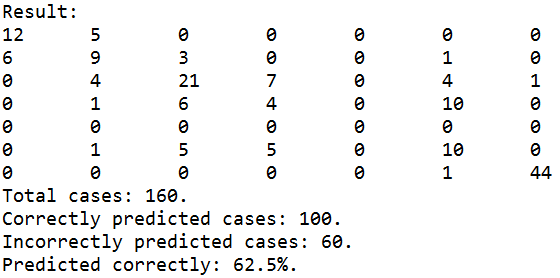 Result:
12 5 0 0 0 0 0
6 9 3 0 0 1 0
0 4 21 7 0 4 1
0 1 6 4 0 10 0
0 0 0 0 0 0 0
0 1 5 5 0 10 0
0 0 0 0 0 1 44
Total cases: 160.
Correctly predicted cases: 100.
Incorrectly predicted cases: 60.
Predicted correctly: 62.5%.